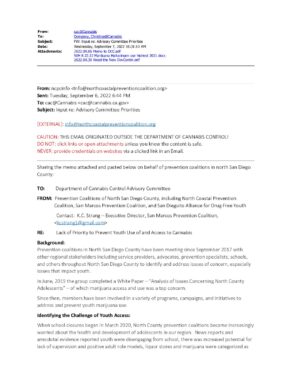 From: cac@Cannabis
To:
Subject: FW: Input re: Advisory Committee Priorities
Date: Wednesday, September 7, 2022
Attachments:
From: ncpcinfo <info@northcoastalpreventioncoalition.org>
Sent: Tuesday, September 6, 2022 6:44 PM
To: cac@Cannabis <cac@cannabis.ca.gov>
Subject: Input re: Advisory Committee Priorities
[EXTERNAL]: info@northcoastalpreventioncoalition.org
CAUTION: THIS EMAIL ORIGINATED OUTSIDE THE DEPARTMENT OF CANNABIS CONTROL!
DO NOT: click links or open attachments unless you know the content is safe.
NEVER: provide credentials on websites via a clicked link in an Email.
Sharing the memo attached and pasted below on behalf of prevention coalitions in north San Diego
County.
TO: Department of Cannabis Control Advisory Committee
FROM: Prevention Coalitions of North San Diego County, including North Coastal Prevention
Coalition, San Marcos Prevention Coalition, and San Dieguito Alliance for Drug Free Youth
Contact: K.C. Strang – Executive Director, San Marcos Prevention Coalition,
<kcstrang1@gmail.com>
RE: Lack of Priority to Prevent Youth Use of and Access to Cannabis
Background:
Prevention coalitions in North San Diego County have been meeting since September 2017 with
other regional stakeholders including service providers, advocates, prevention specialists, schools,
and others throughout North San Diego County to identify and address issues of concern, especially
issues that impact youth.
In June, 2019 the group completed a White Paper – "Analysis of Issues Concerning North County
Adolescents" – of which marijuana access and use was a top concern
Since then, members have been involved in a variety of programs, campaigns, and initiatives to
address and prevent youth marijuana use.
Identifying the Challenge of Youth Access:
When school closures began in March 2020, North County prevention coalitions became increasingly
worried about the health and development of adolescents in our region. News reports and
anecdotal evidence reported youth were disengaging from school, there was increased potential for
lack of supervision and positive adult role models, liquor stores and marijuana were categorized as